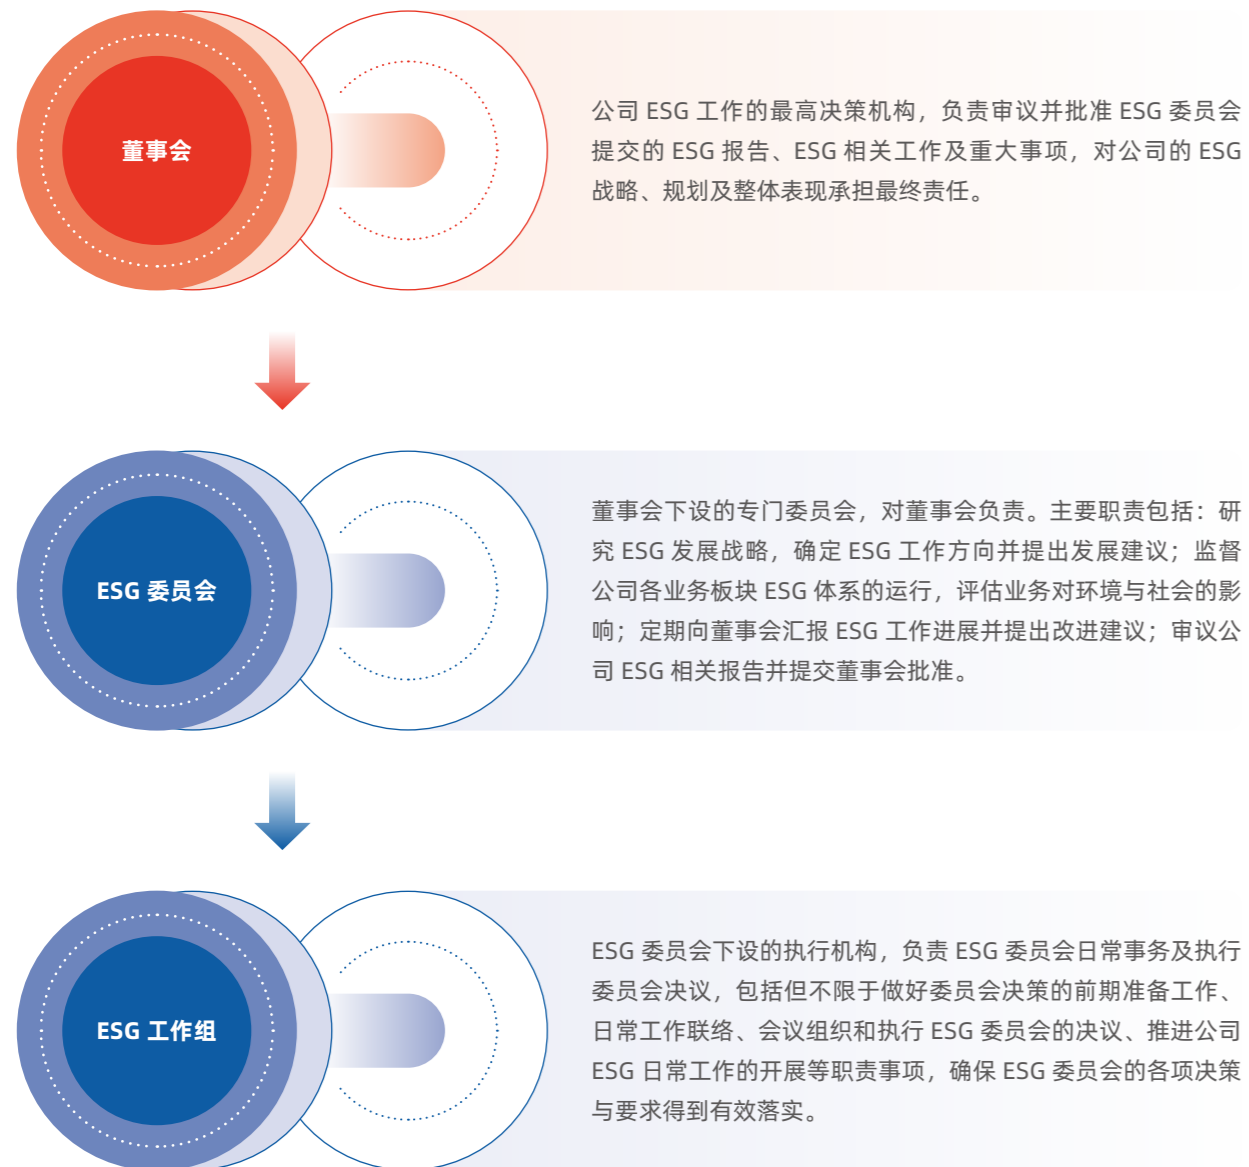 董事会
公司 ESG 工作的最高决策机构，负责审议并批准 ESG 委员会
提交的 ESG 报告、ESG 相关工作及重大事项，对公司的 ESG
战略、规划及整体表现承担最终责任。
ESG 委员会
董事会下设的专门委员会，对董事会负责。主要职责包括：研
究 ESG 发展战略，确定 ESG 工作方向并提出发展建议；监督
公司各业务板块 ESG 体系的运行，评估业务对环境与社会的影
响；定期向董事会汇报 ESG 工作进展并提出改进建议；审议公
司 ESG 相关报告并提交董事会批准。
ESG 工作组
ESG 委员会下设的执行机构，负责 ESG 委员会日常事务及执行
委员会决议，包括但不限于做好委员会决策的前期准备工作、
日常工作联络、会议组织和执行 ESG 委员会的决议、推进公司
ESG 日常工作的开展等职责事项，确保 ESG 委员会的各项决策
与要求得到有效落实。